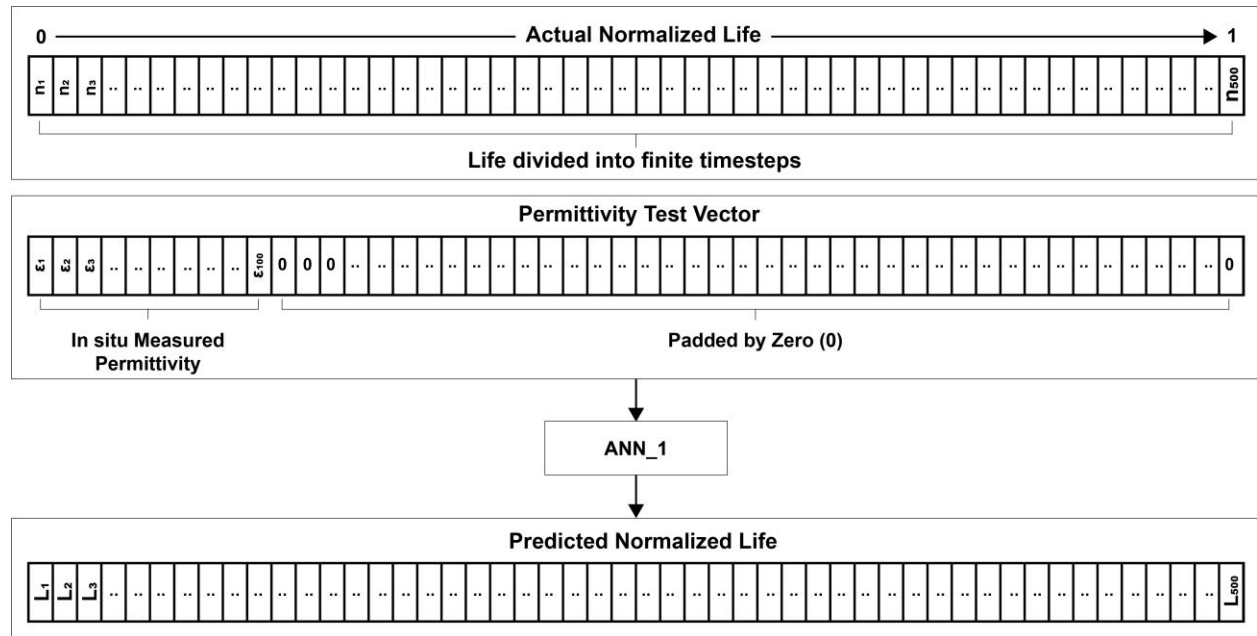 0 Actual Normalized Life 1
n₁ n₂ n₃ .. .. .. .. .. .. .. .. .. .. .. .. .. .. .. .. .. .. .. .. .. .. .. .. .. .. .. .. .. .. .. .. .. .. .. .. .. .. .. .. .. .. .. .. .. .. n₅₀₀
Life divided into finite timesteps
Permittivity Test Vector
ε₁ ε₂ ε₃ .. .. .. .. .. .. ε₁₀₀ 0 0 0 .. .. .. .. .. .. .. .. .. .. .. .. .. .. .. .. .. .. .. .. .. .. .. .. .. .. .. .. .. .. .. .. .. .. .. .. 0
In situ Measured
Permittivity
Padded by Zero (0)
ANN_1
Predicted Normalized Life
L₁ L₂ L₃ .. .. .. .. .. .. .. .. .. .. .. .. .. .. .. .. .. .. .. .. .. .. .. .. .. .. .. .. .. .. .. .. .. .. .. .. .. .. .. .. .. .. .. .. .. .. L₅₀₀